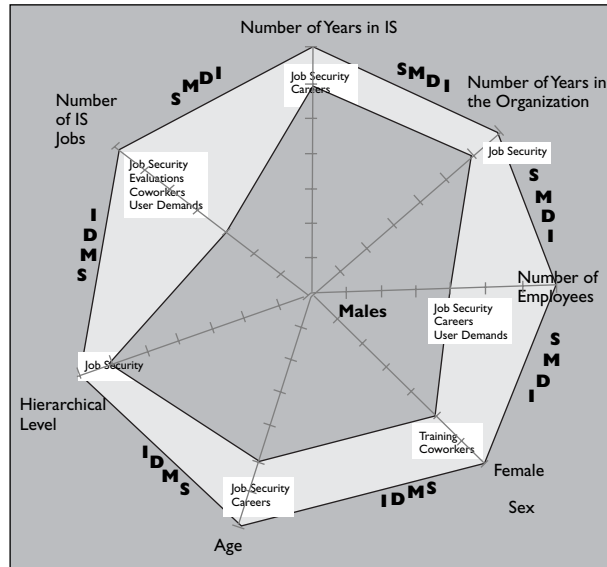 Number of Years in IS
SMDI
SMDI
Number of Years in
the Organization
Number
of IS
Jobs
Job Security
Careers
Job Security
Job Security
Evaluations
Coworkers
User Demands
SMDI
IDMS
Number of
Employees
Males
Job Security
Careers
User Demands
SMDI
Job Security
Hierarchical
Level
Training
Coworkers
IDMS
Female
Job Security
Careers
IDMS
Sex
Age